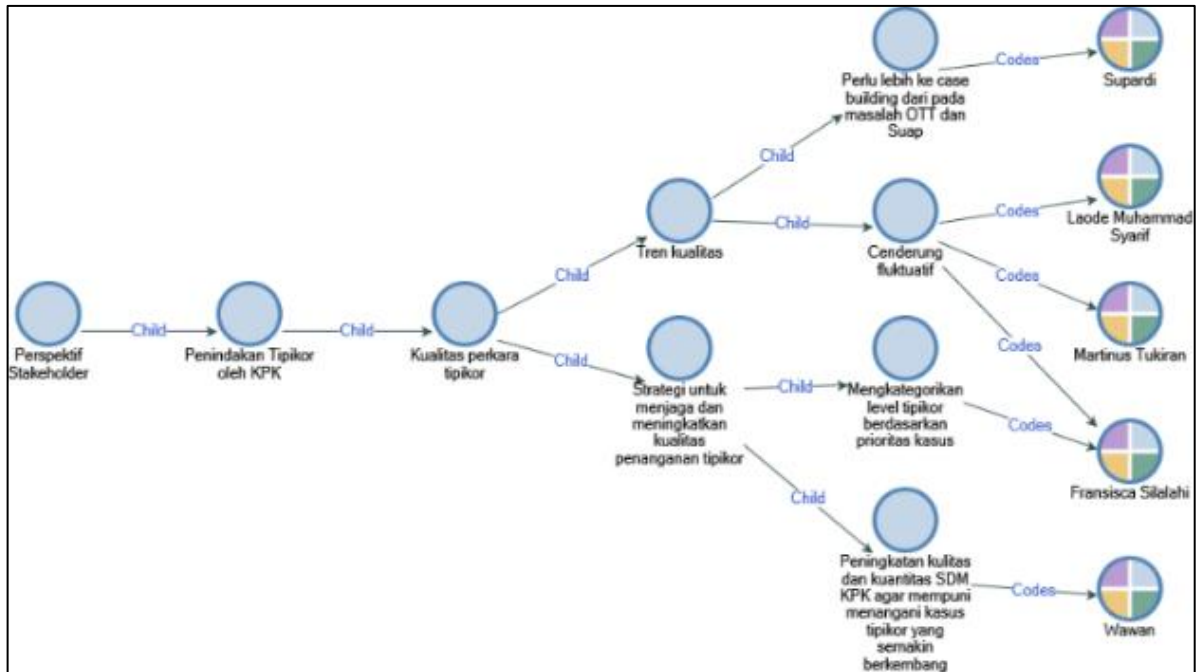 Perspektif
Stakeholder
Child
Penindakan Tipikor
oleh KPK
Child
Kualitas perkara
tipikor
Child
Child
Tren kualitas
Strategi untuk
menjaga dan
meningkatkan
kualitas
penanganan tipikor
Child
Child
Child
Child
Perlu lebih ke case
building dari pada
masalah OTT dan
Suap
Cenderung
fluktuatif
Mengkategorikan
level tipikor
berdasarkan
prioritas kasus
Peningkatan kulitas
dan kuantitas SDM
KPK agar mempuni
menangani kasus
tipikor yang
semakin
berkembang
Codes
Codes
Codes
Codes
Codes
Codes
Supardi
Laode Muhammad
Syarif
Martinus Tukiran
Fransisca Silalahi
Wawan